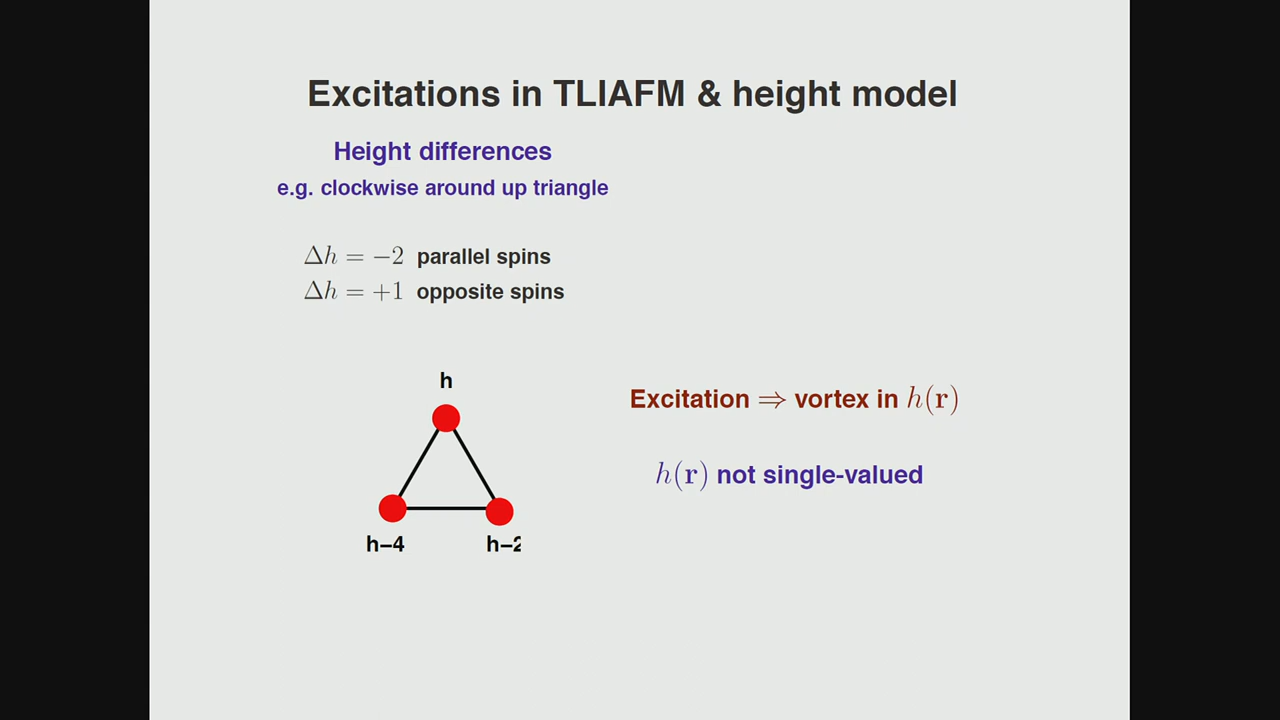 Excitations in TLIAFM & height model
Height differences
e.g. clockwise around up triangle
Δh = −2 parallel spins
Δh = +1 opposite spins
h
Excitation ⇒ vortex in h(r)
h(r) not single-valued
h−4 h−2